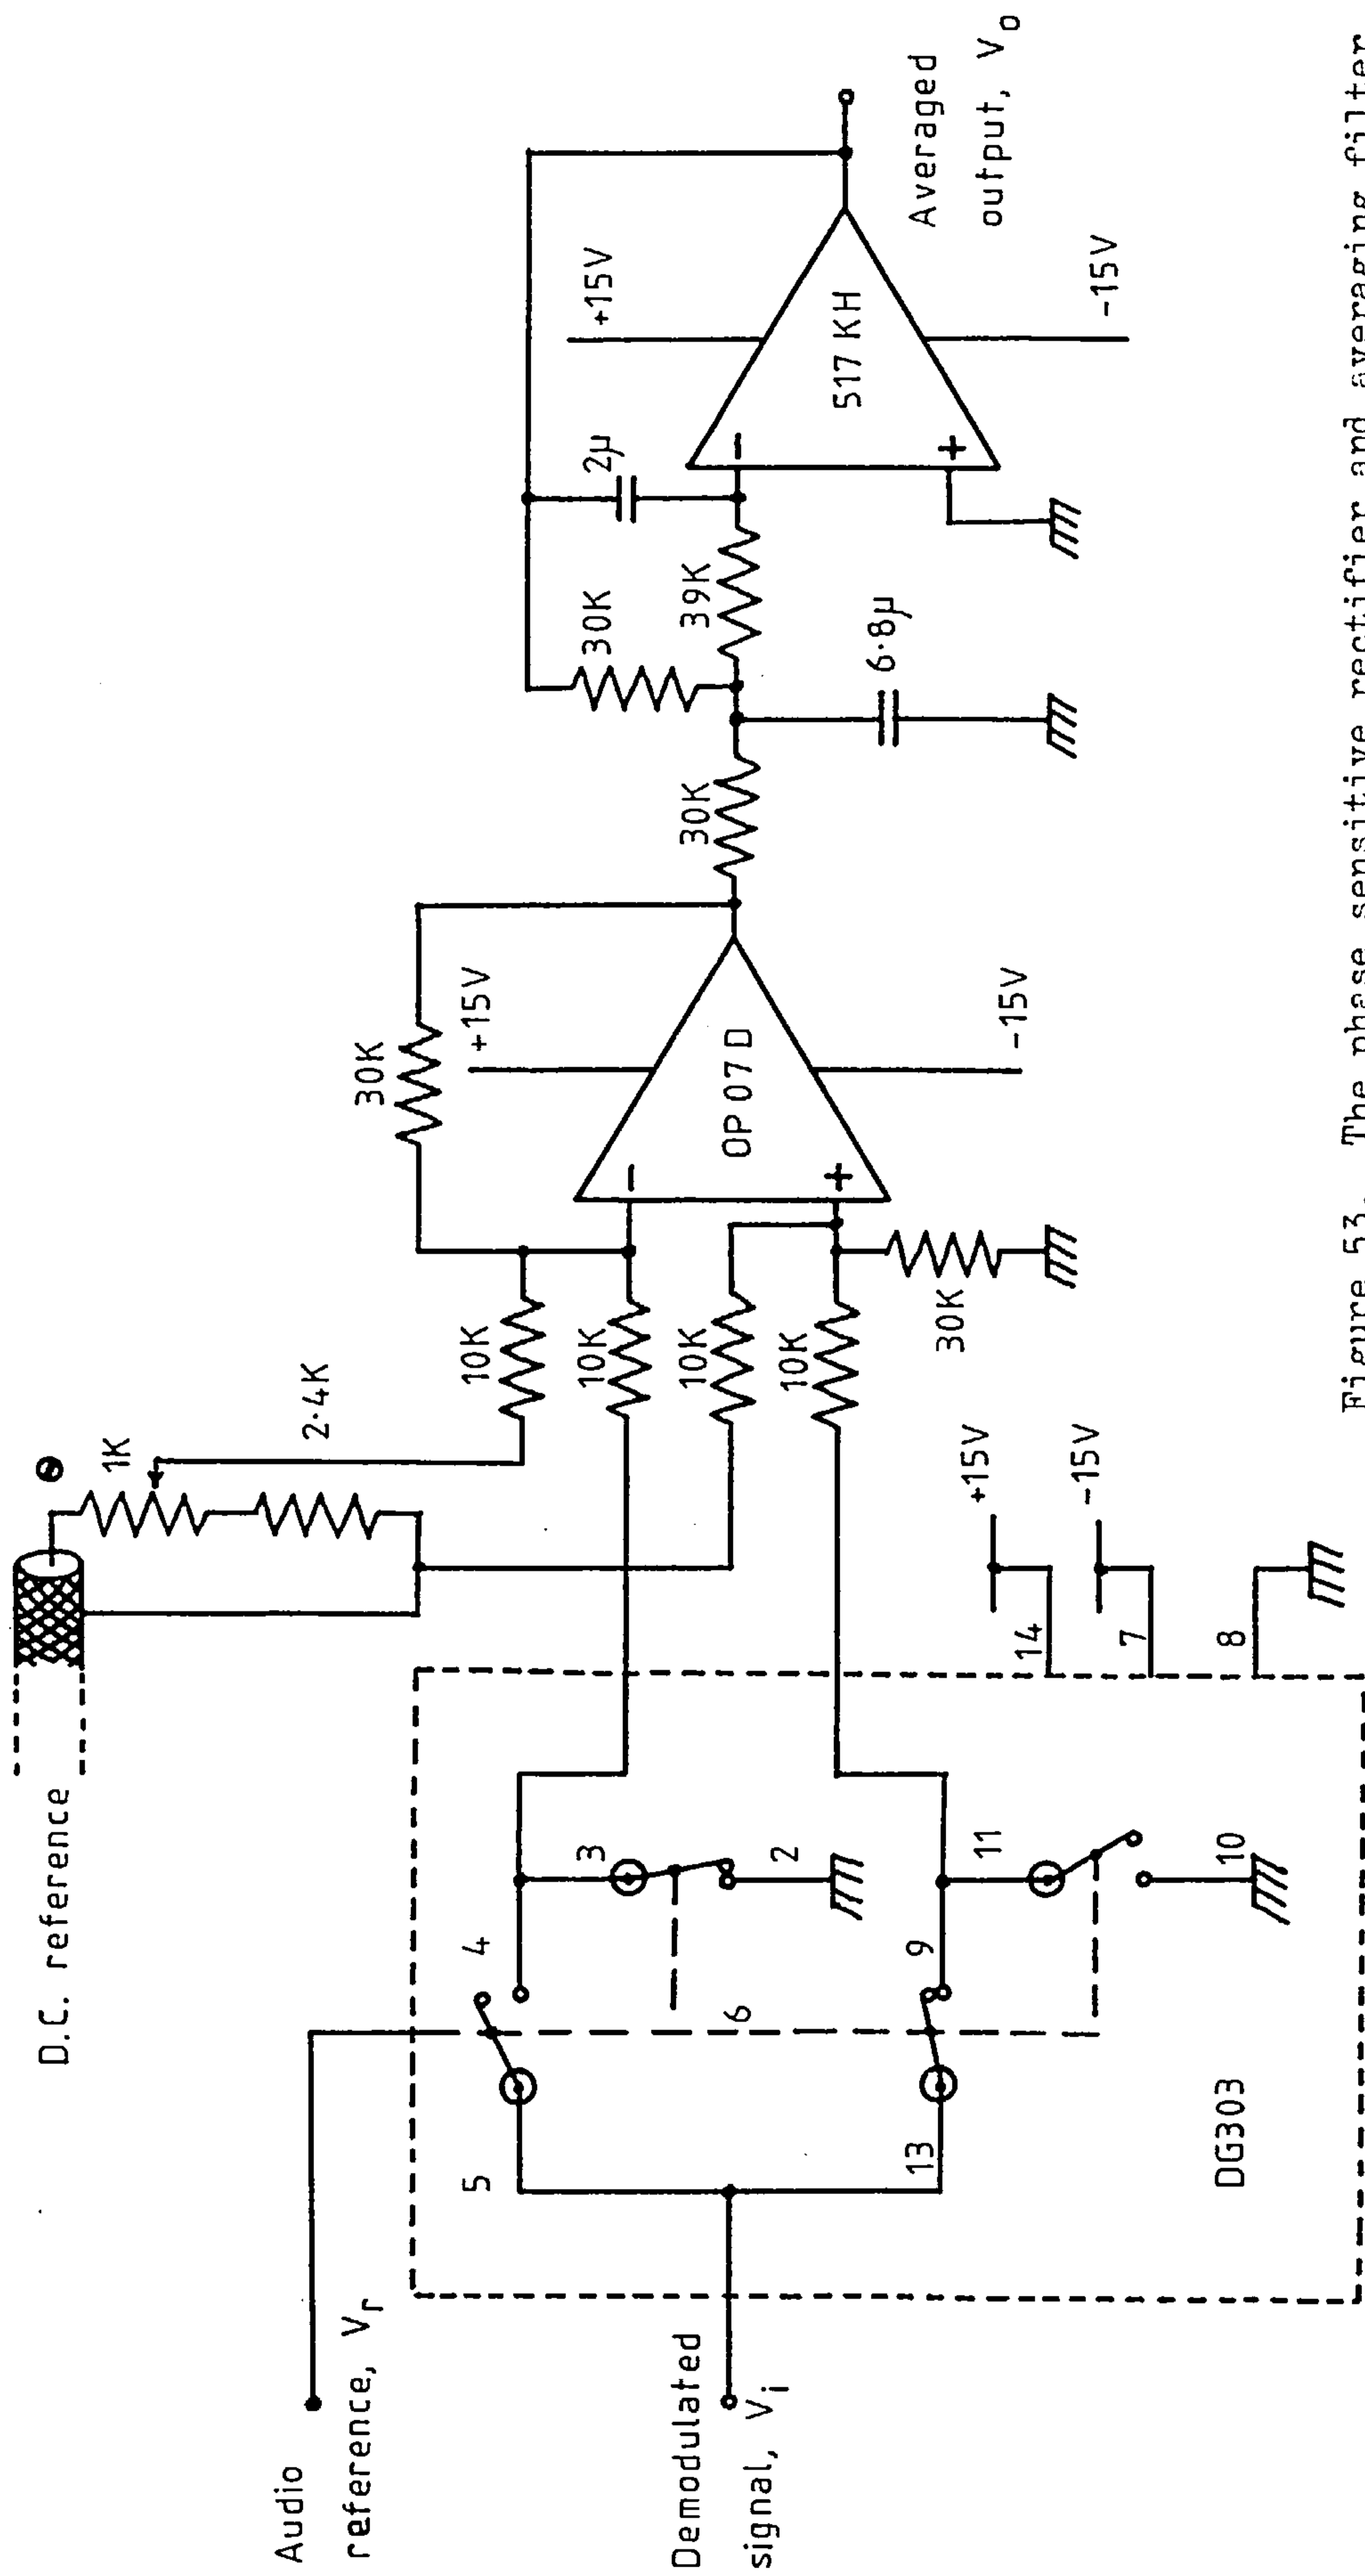 D.C. reference
Audio
reference, Vr
Demodulated
signal, Vi
5
4
3
2
6
13
9
11
10
DG303
14
+15V
7
-15V
8
1K
2·4K
10K
10K
10K
10K
30K
30K
+15V
-
OP 07 D
+
-15V
30K
30K
39K
2µ
6·8µ
+15V
-
517 KH
+
-15V
Averaged
output, Vo
Figure 53. The phase sensitive rectifier and averaging filter